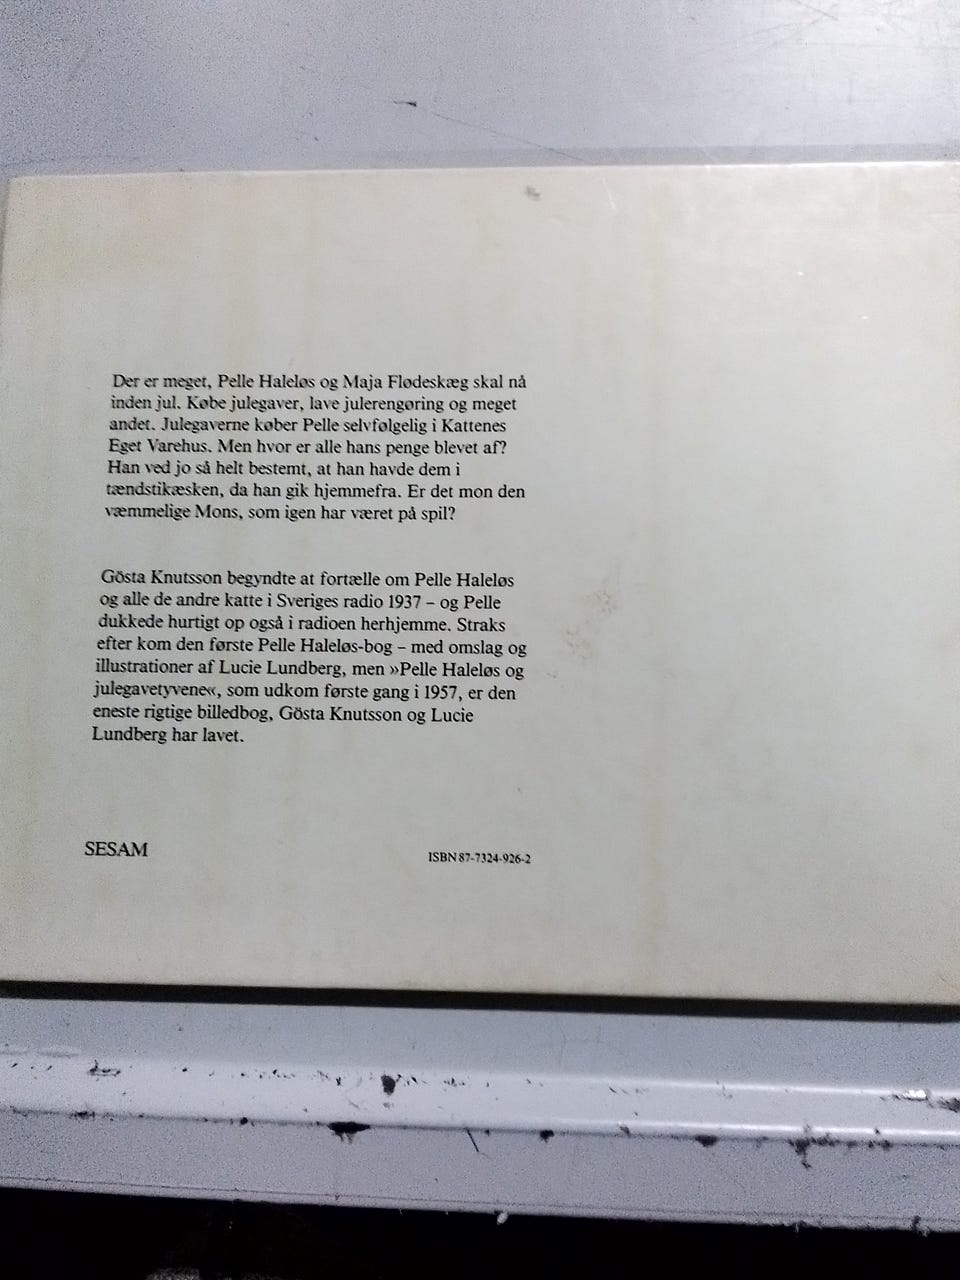 Der er meget, Pelle Haleløs og Maja Flødeskæg skal nå
inden jul. Købe julegaver, lave julerengøring og meget
andet. Julegaverne køber Pelle selvfølgelig i Kattenes
Eget Varehus. Men hvor er alle hans penge blevet af?
Han ved jo så helt bestemt, at han havde dem i
tændstikæsken, da han gik hjemmefra. Er det mon den
væmmelige Mons, som igen har været på spil?
Gösta Knutsson begyndte at fortælle om Pelle Haleløs
og alle de andre katte i Sveriges radio 1937 – og Pelle
dukkede hurtigt op også i radioen herhjemme. Straks
efter kom den første Pelle Haleløs-bog – med omslag og
illustrationer af Lucie Lundberg, men »Pelle Haleløs og
julegavetyvene«, som udkom første gang i 1957, er den
eneste rigtige billedbog, Gösta Knutsson og Lucie
Lundberg har lavet.
SESAM
ISBN 87-7324-926-2